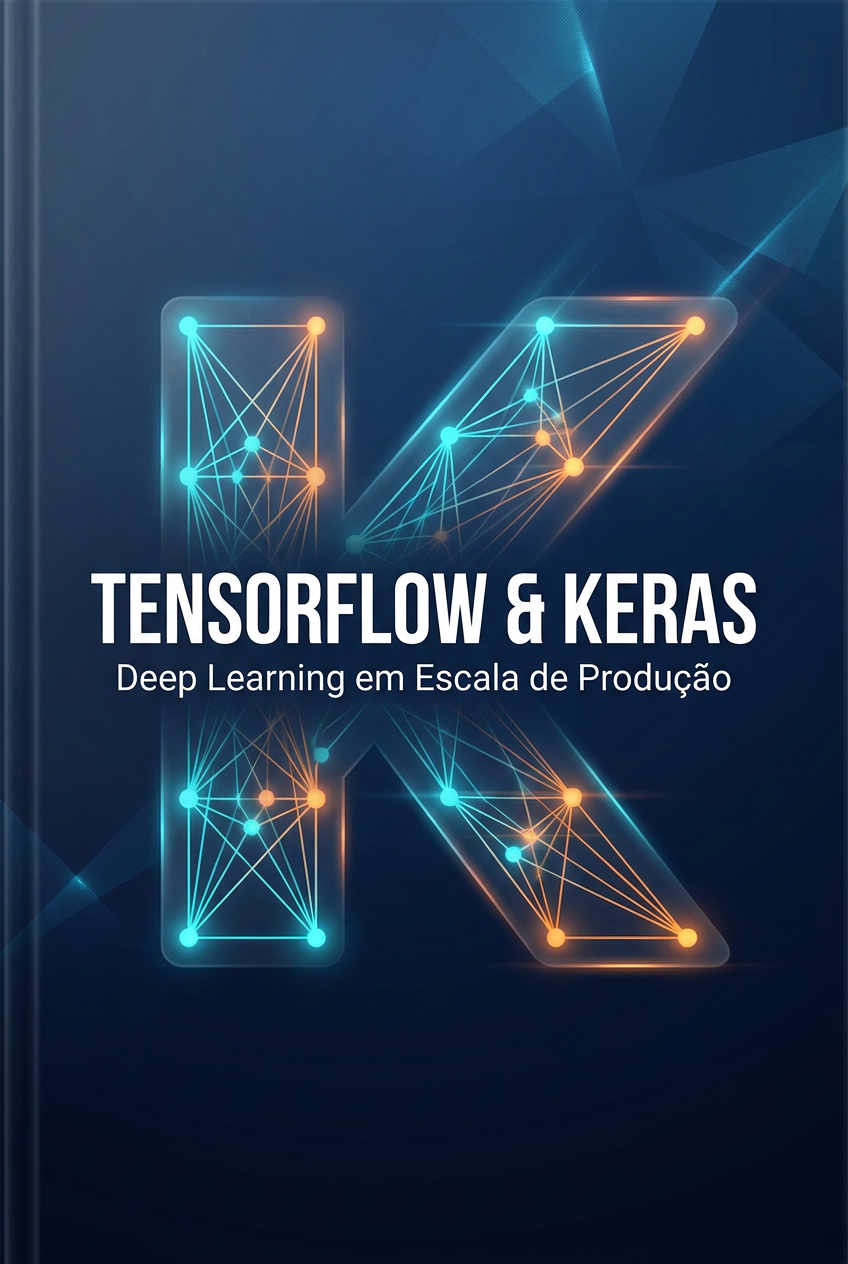 TENSORFLOW & KERAS
Deep Learning em Escala de Produção